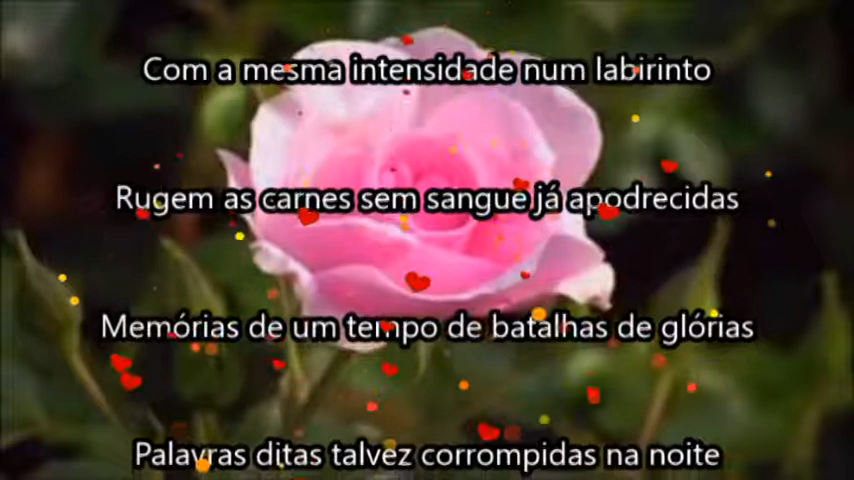 Com a mesma intensidade num labirinto
Rugem as carnes sem sangue já apodrecidas
Memórias de um tempo de batalhas de glórias
Palavras ditas talvez corrompidas na noite